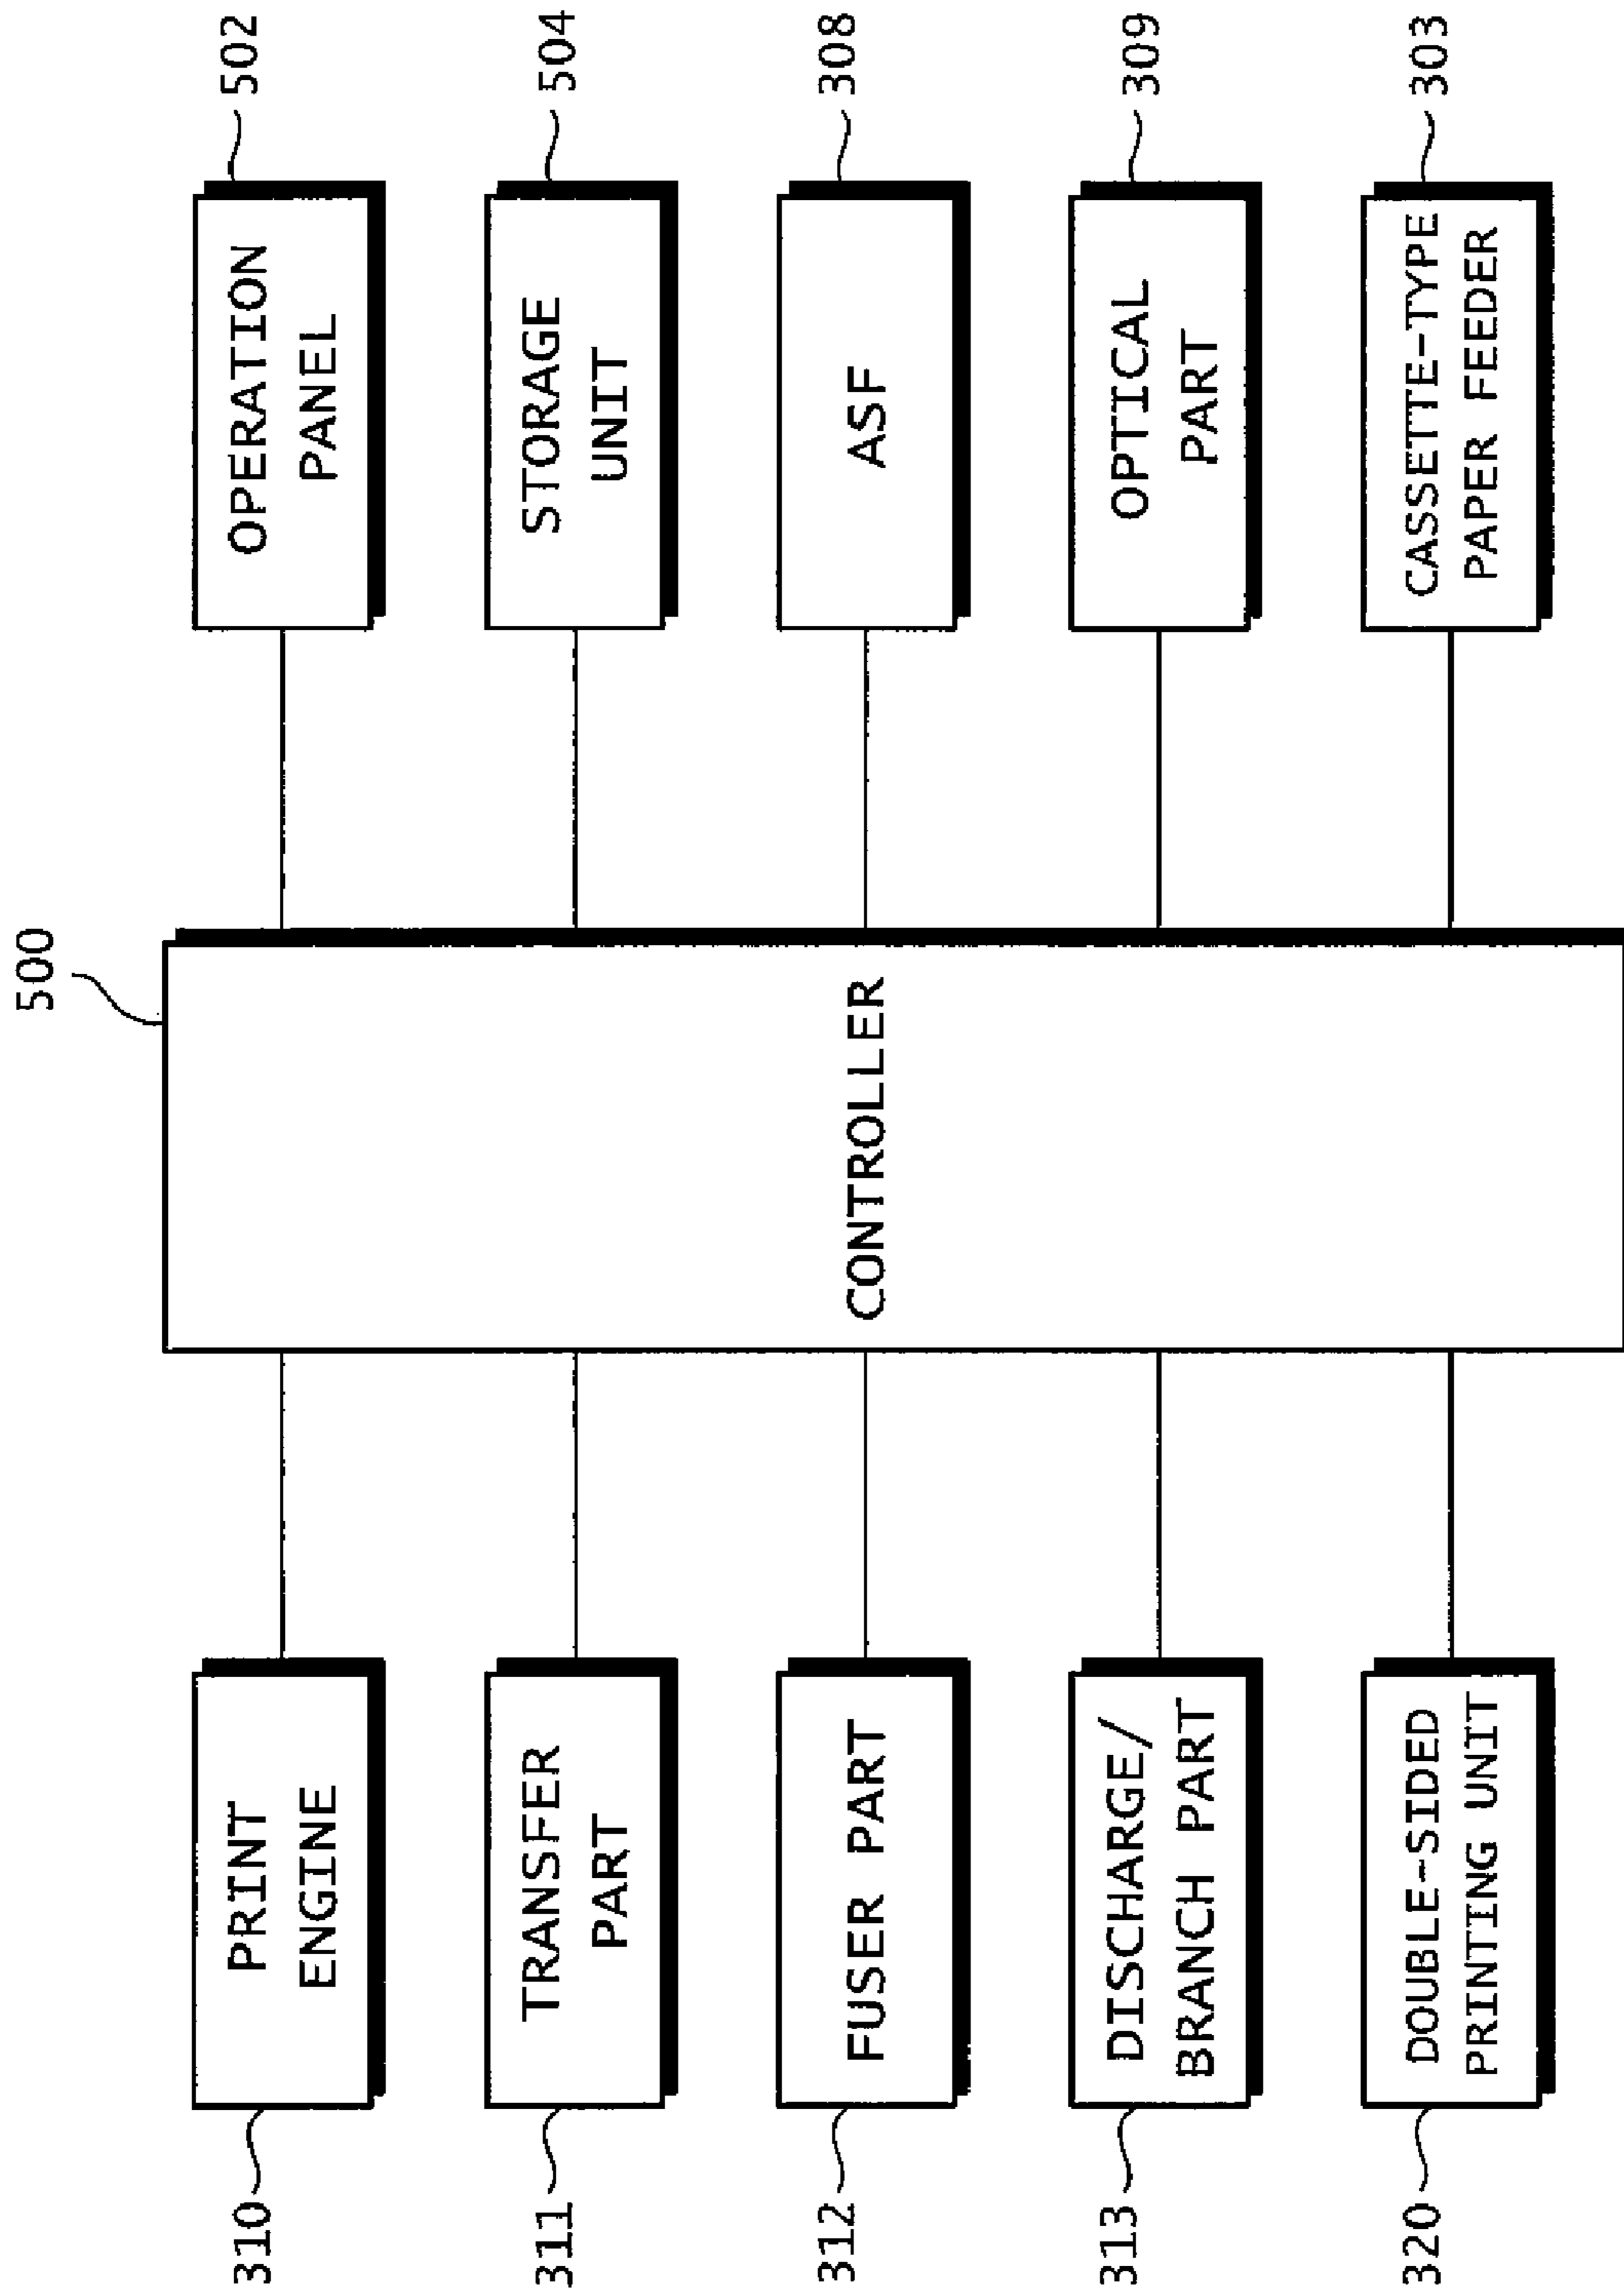 500
310
PRINT
ENGINE
311
TRANSFER
PART
312
FUSER PART
313
DISCHARGE/
BRANCH PART
320
DOUBLE-SIDED
PRINTING UNIT
CONTROLLER
OPERATION
PANEL
502
STORAGE
UNIT
504
ASF
308
OPTICAL
PART
309
CASSETTE-TYPE
PAPER FEEDER
303